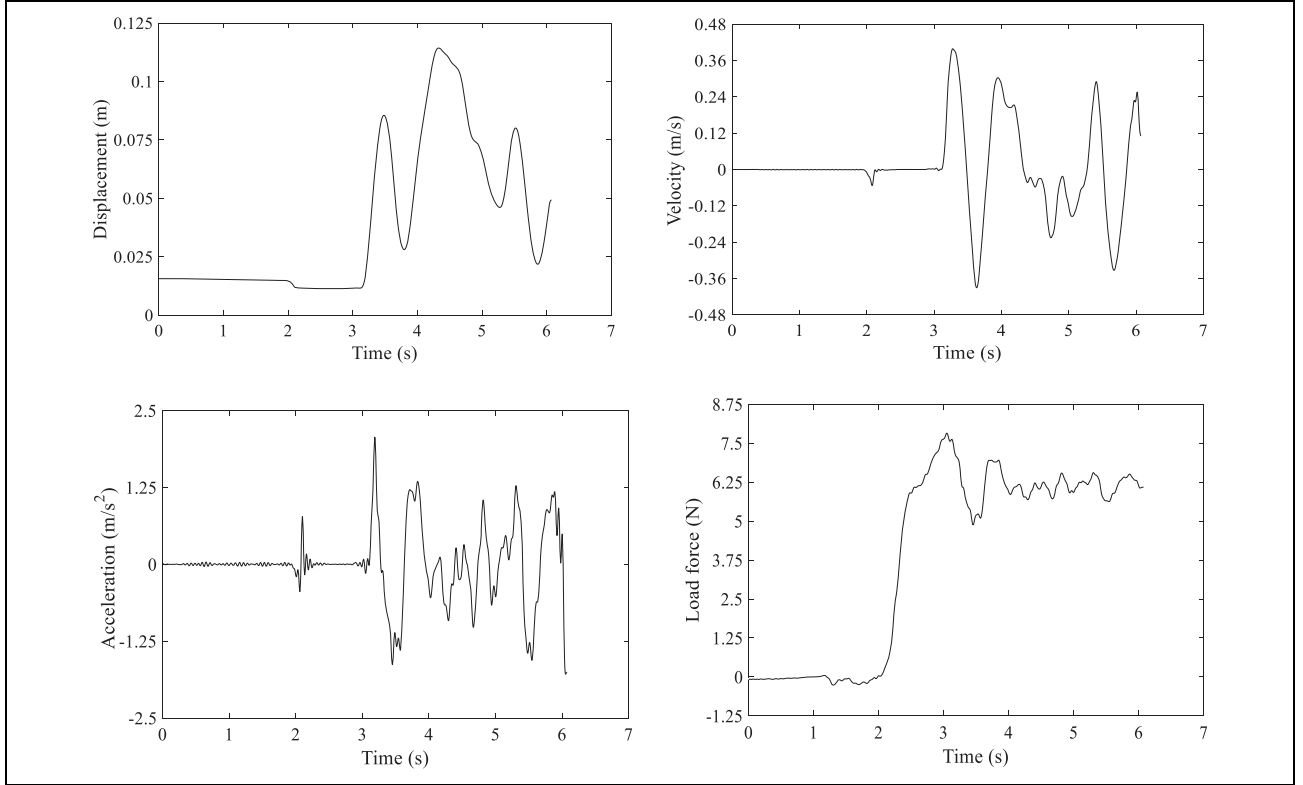 0.125
0.1
0.075
0.05
0.025
0
Displacement (m)
0 1 2 3 4 5 6 7
Time (s)
0.48
0.36
0.24
0.12
0
-0.12
-0.24
-0.36
-0.48
Velocity (m/s)
0 1 2 3 4 5 6 7
Time (s)
2.5
1.25
0
-1.25
-2.5
Acceleration (m/s²)
0 1 2 3 4 5 6 7
Time (s)
8.75
7.5
6.25
5
3.75
2.5
1.25
0
-1.25
Load force (N)
0 1 2 3 4 5 6 7
Time (s)